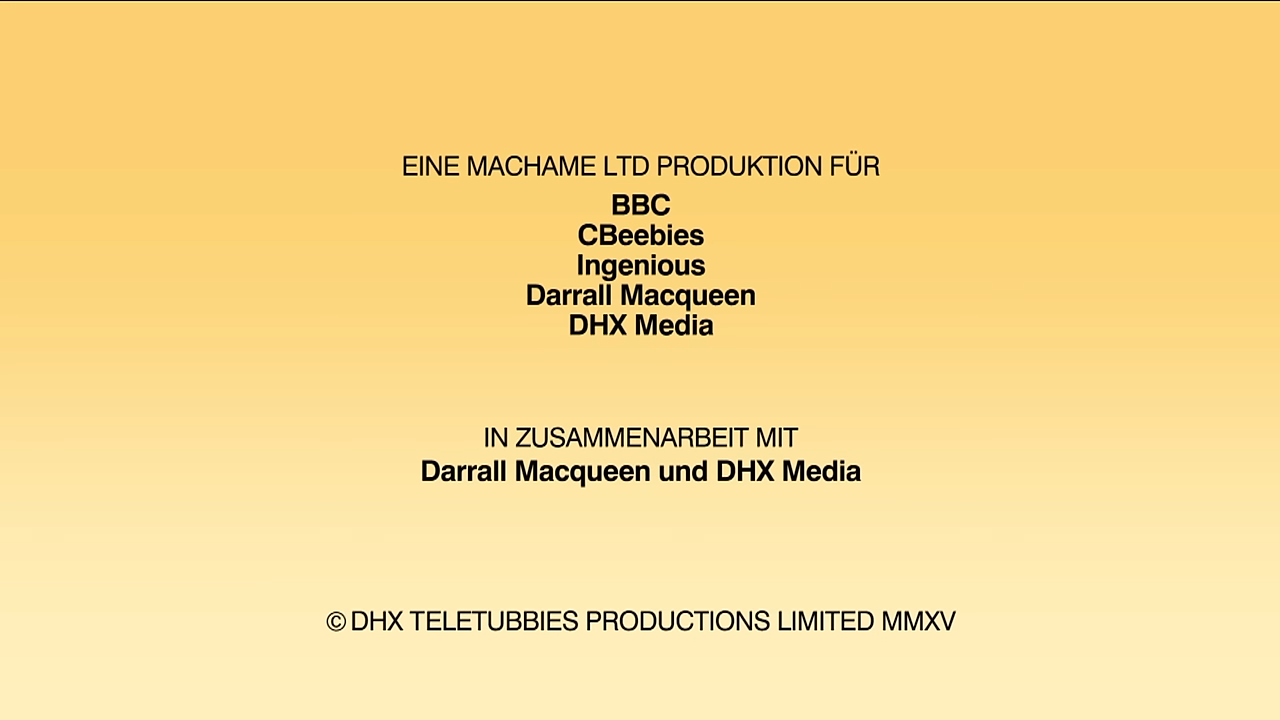 EINE MACHAME LTD PRODUKTION FÜR
BBC
CBeebies
Ingenious
Darrall Macqueen
DHX Media
IN ZUSAMMENARBEIT MIT
Darrall Macqueen und DHX Media
© DHX TELETUBBIES PRODUCTIONS LIMITED MMXV